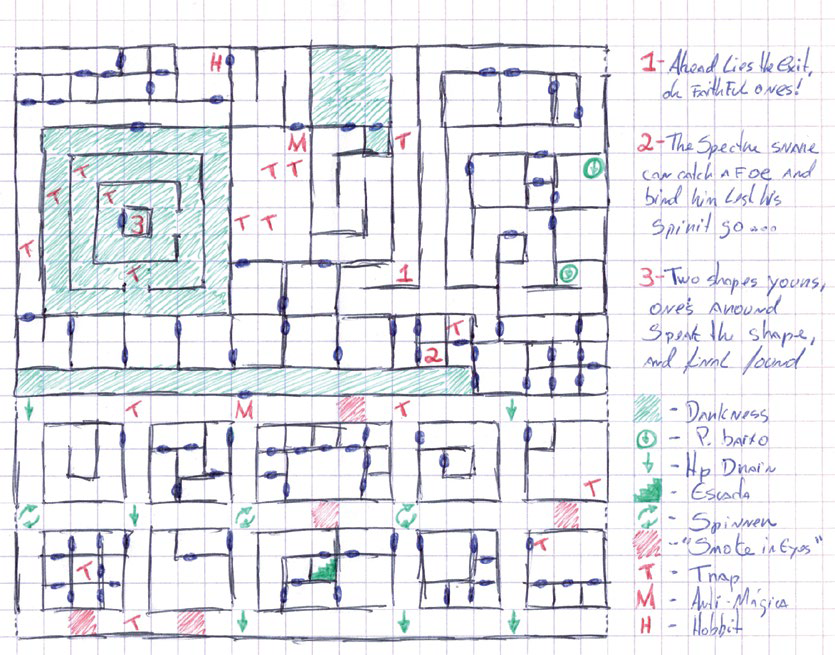 H
1 - Ahead Lies the Exit,
oh Faithful ones!
M
T
2 - The Spectre snare
can catch a Foe and
bind him lest his
spirit go...
T T
T
T
T
3
T T
T
T
1
3 - Two shapes yours,
one's around
Speak the shape,
and final found
T
2
T
M
T
- Darkness
- P. baixo
- Hp Drain
- Escada
T
- Spinner
- "Smoke in Eyes"
T
T
- Trap
T
M - Anti-Mágica
H - Hobbit
T